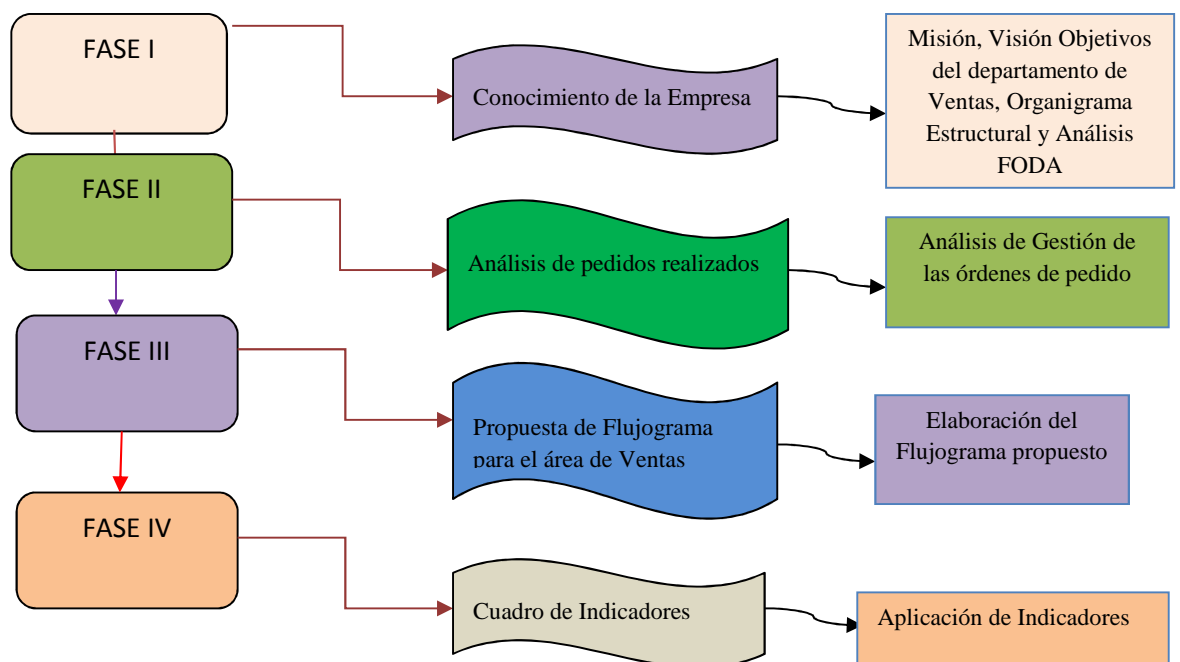 FASE I
Conocimiento de la Empresa
Misión, Visión Objetivos
del departamento de
Ventas, Organigrama
Estructural y Análisis
FODA
FASE II
Análisis de pedidos realizados
Análisis de Gestión de
las órdenes de pedido
FASE III
Propuesta de Flujograma
para el área de Ventas
Elaboración del
Flujograma propuesto
FASE IV
Cuadro de Indicadores
Aplicación de Indicadores